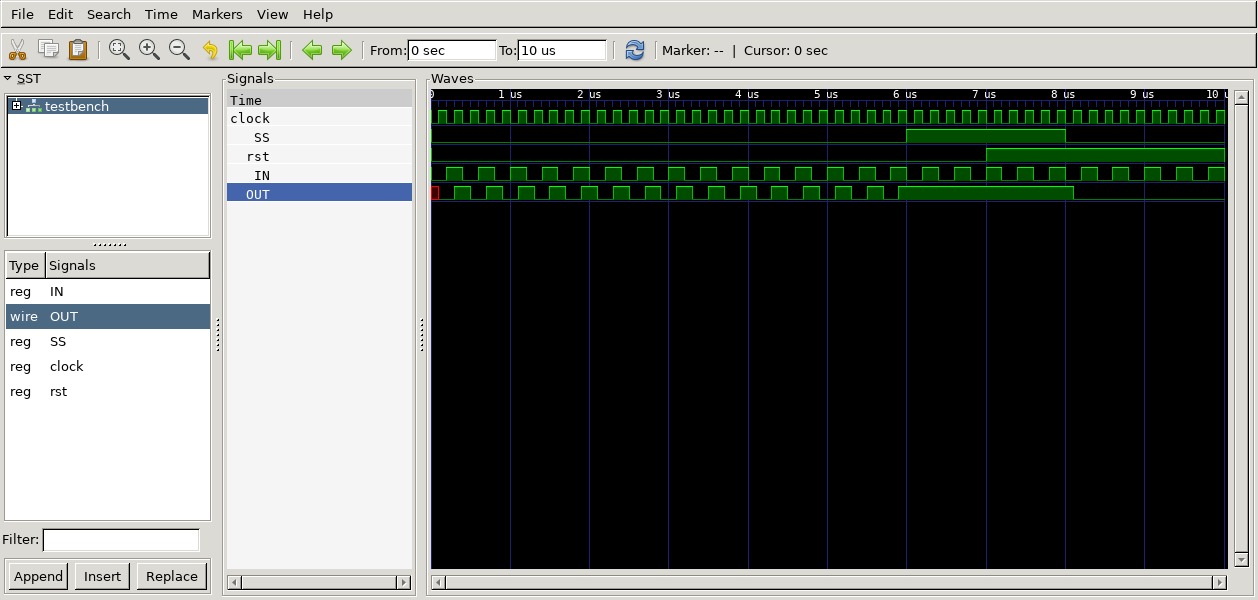 File Edit Search Time Markers View Help
From: 0 sec To: 10 us Marker: -- | Cursor: 0 sec
SST
testbench
Type Signals
reg IN
wire OUT
reg SS
reg clock
reg rst
Filter:
Append Insert Replace
Signals
Time
clock
SS
rst
IN
OUT
Waves
0 1 us 2 us 3 us 4 us 5 us 6 us 7 us 8 us 9 us 10 u